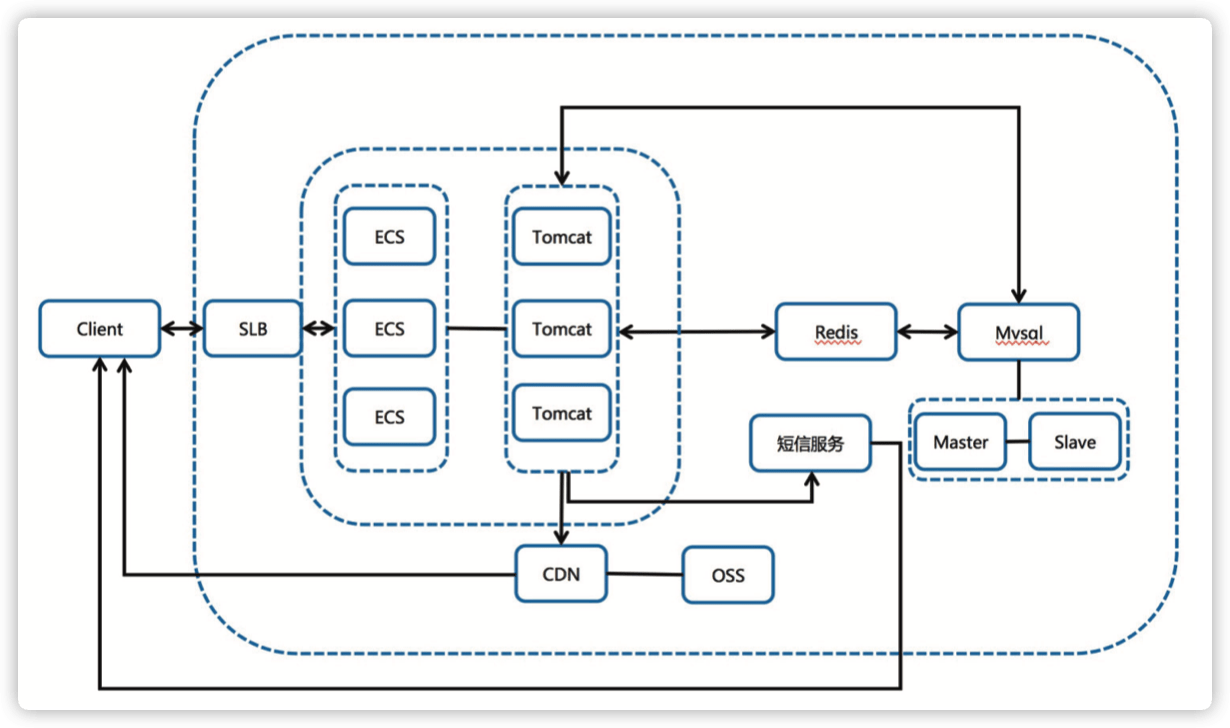 ECS
Tomcat
Client
SLB
ECS
Tomcat
Redis
Mysql
ECS
Tomcat
短信服务
Master
Slave
CDN
OSS